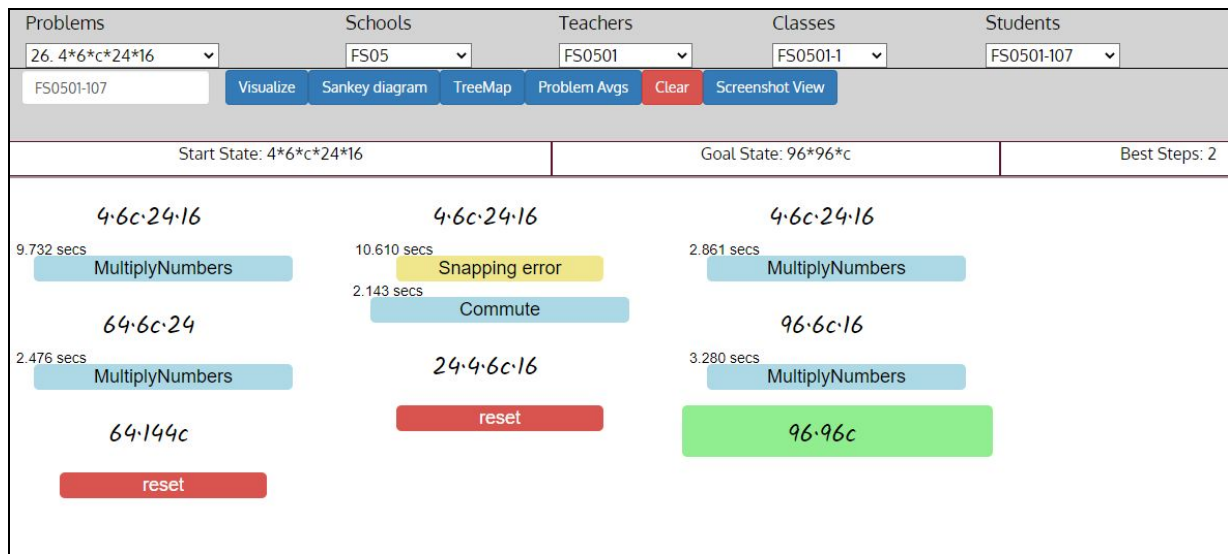 Problems Schools Teachers Classes Students
26. 4*6*c*24*16 FS05 FS0501 FS0501-1 FS0501-107
FS0501-107 Visualize Sankey diagram TreeMap Problem Avgs Clear Screenshot View
Start State: 4*6*c*24*16 Goal State: 96*96*c Best Steps: 2
4·6c·24·16
9.732 secs
MultiplyNumbers
64·6c·24
2.476 secs
MultiplyNumbers
64·144c
reset
4·6c·24·16
10.610 secs
Snapping error
2.143 secs
Commute
24·4·6c·16
reset
4·6c·24·16
2.861 secs
MultiplyNumbers
96·6c·16
3.280 secs
MultiplyNumbers
96·96c